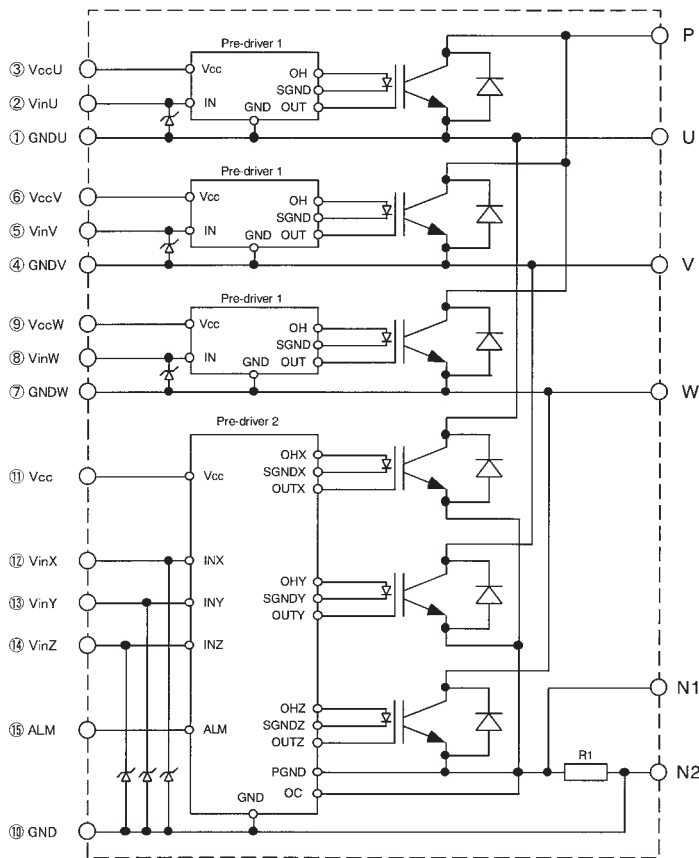 Pre-driver 1
P
③ VccU
Vcc
OH
② VinU
IN
SGND
GND
OUT
① GNDU
U
Pre-driver 1
⑥ VccV
Vcc
OH
⑤ VinV
IN
SGND
GND
OUT
④ GNDV
V
Pre-driver 1
⑨ VccW
Vcc
OH
⑧ VinW
IN
SGND
GND
OUT
⑦ GNDW
W
Pre-driver 2
OHX
⑪ Vcc
Vcc
SGNDX
OUTX
⑫ VinX
INX
OHY
⑬ VinY
INY
SGNDY
OUTY
⑭ VinZ
INZ
N1
OHZ
⑮ ALM
ALM
SGNDZ
OUTZ
R1
PGND
N2
OC
GND
⑩ GND